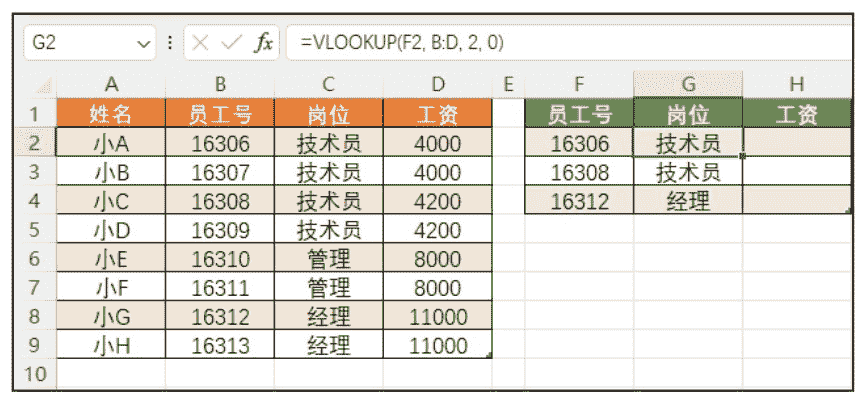 G2 fx =VLOOKUP(F2, B:D, 2, 0)
A B C D E F G H
1 姓名 员工号 岗位 工资 员工号 岗位 工资
2 小A 16306 技术员 4000 16306 技术员
3 小B 16307 技术员 4000 16308 技术员
4 小C 16308 技术员 4200 16312 经理
5 小D 16309 技术员 4200
6 小E 16310 管理 8000
7 小F 16311 管理 8000
8 小G 16312 经理 11000
9 小H 16313 经理 11000
10